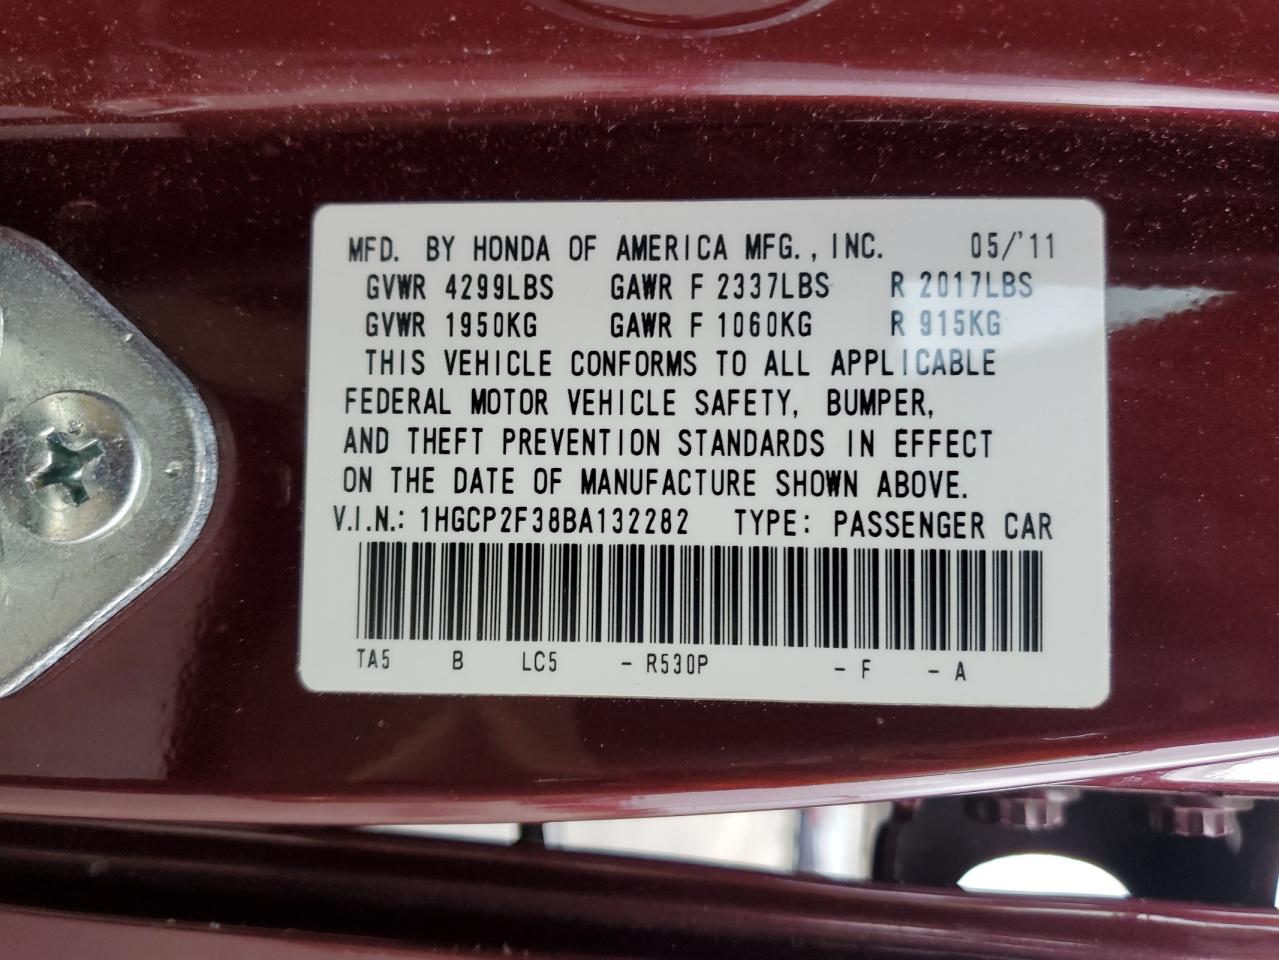 MFD. BY HONDA OF AMERICA MFG., INC. 05/'11
GVWR 4299LBS GAWR F 2337LBS R 2017LBS
GVWR 1950KG GAWR F 1060KG R 915KG
THIS VEHICLE CONFORMS TO ALL APPLICABLE
FEDERAL MOTOR VEHICLE SAFETY, BUMPER,
AND THEFT PREVENTION STANDARDS IN EFFECT
ON THE DATE OF MANUFACTURE SHOWN ABOVE.
V.I.N.: 1HGCP2F38BA132282 TYPE: PASSENGER CAR
TA5 B LC5 - R530P - F - A